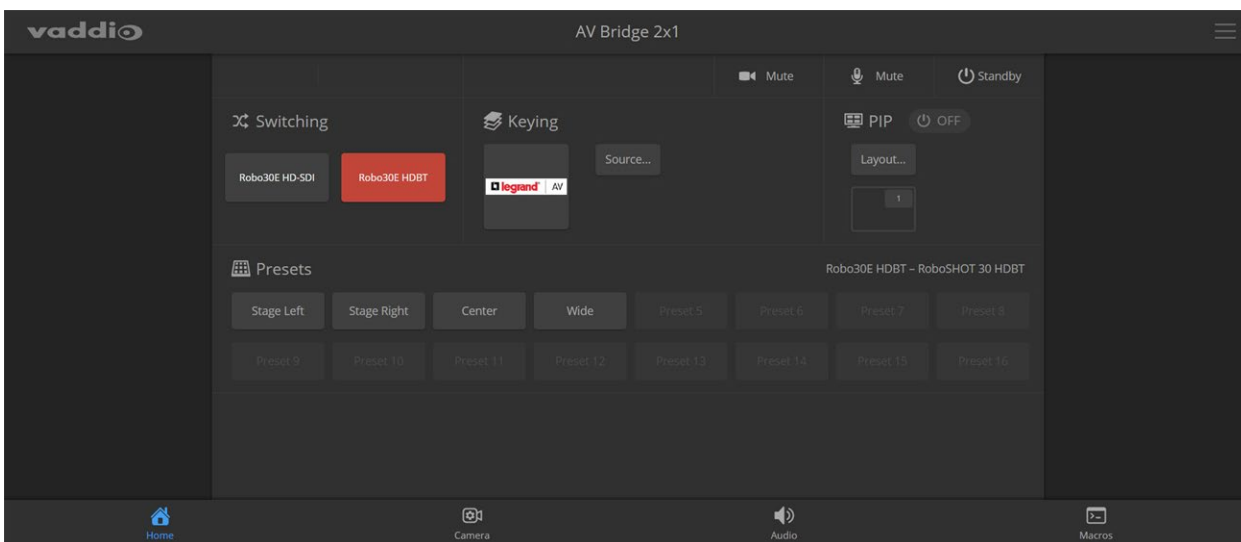 vaddio
AV Bridge 2x1
Mute
Mute
Standby
Switching
Keying
PIP
OFF
Robo30E HD-SDI
Robo30E HDBT
legrand AV
Source...
Layout...
1
Presets
Robo30E HDBT – RoboSHOT 30 HDBT
Stage Left
Stage Right
Center
Wide
Preset 5
Preset 6
Preset 7
Preset 8
Preset 9
Preset 10
Preset 11
Preset 12
Preset 13
Preset 14
Preset 15
Preset 16
Home
Camera
Audio
Macros